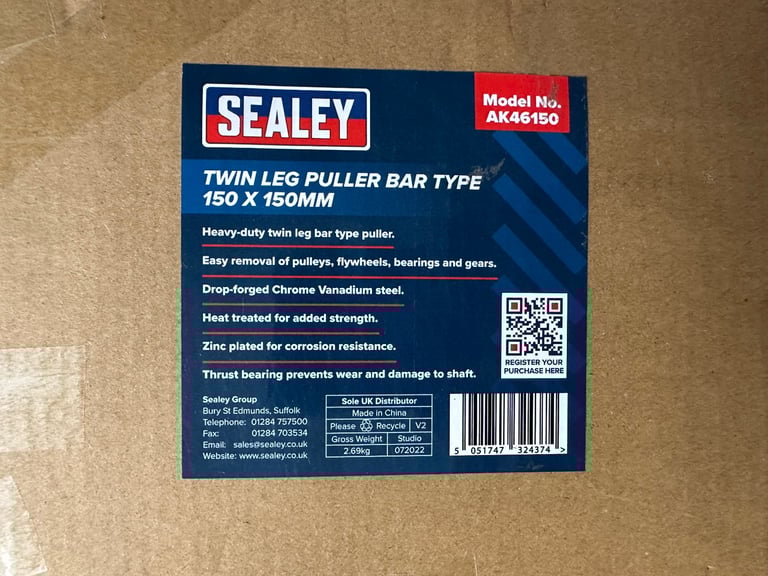 SEALEY
Model No.
AK46150
TWIN LEG PULLER BAR TYPE
150 X 150MM
Heavy-duty twin leg bar type puller.
Easy removal of pulleys, flywheels, bearings and gears.
Drop-forged Chrome Vanadium steel.
Heat treated for added strength.
Zinc plated for corrosion resistance.
Thrust bearing prevents wear and damage to shaft.
REGISTER YOUR
PURCHASE HERE
Sealey Group
Bury St Edmunds, Suffolk
Telephone: 01284 757500
Fax: 01284 703534
Email: sales@sealey.co.uk
Website: www.sealey.co.uk
Sole UK Distributor
Made in China
Please Recycle V2
Gross Weight Studio
2.69kg 072022
5 051747 324374 >